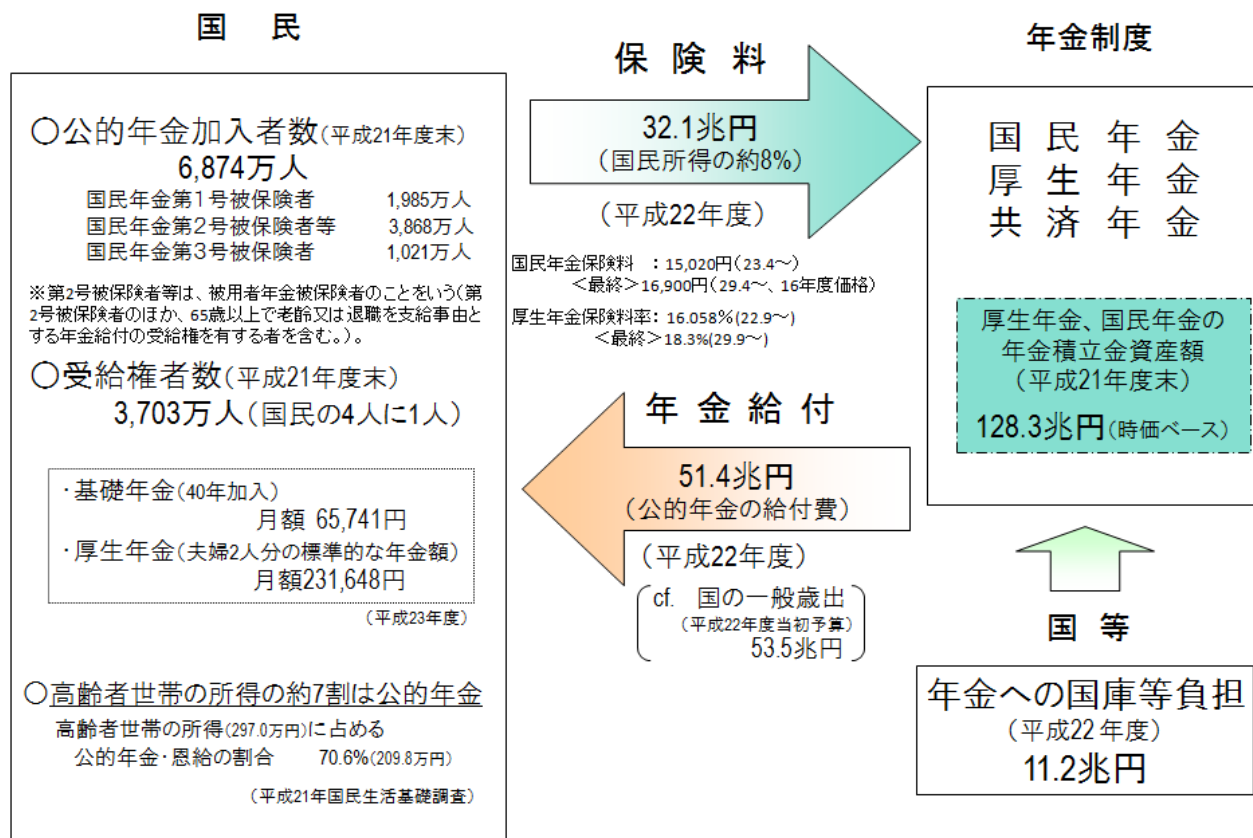 国民
○公的年金加入者数(平成21年度末)
6,874万人
国民年金第1号被保険者 1,985万人
国民年金第2号被保険者等 3,868万人
国民年金第3号被保険者 1,021万人
※第2号被保険者等は、被用者年金被保険者のことをいう(第
2号被保険者のほか、65歳以上で老齢又は退職を支給事由と
する年金給付の受給権を有する者を含む。)。
○受給権者数(平成21年度末)
3,703万人(国民の4人に1人)
・基礎年金(40年加入)
月額 65,741円
・厚生年金(夫婦2人分の標準的な年金額)
月額231,648円
(平成23年度)
○高齢者世帯の所得の約7割は公的年金
高齢者世帯の所得(297.0万円)に占める
公的年金・恩給の割合 70.6%(209.8万円)
(平成21年国民生活基礎調査)
保険料
32.1兆円
(国民所得の約8%)
(平成22年度)
国民年金保険料 :15,020円(23.4~)
<最終>16,900円(29.4~、16年度価格)
厚生年金保険料率:16.058%(22.9~)
<最終>18.3%(29.9~)
年金給付
51.4兆円
(公的年金の給付費)
(平成22年度)
cf. 国の一般歳出
(平成22年度当初予算)
53.5兆円
年金制度
国民年金
厚生年金
共済年金
厚生年金、国民年金の
年金積立金資産額
(平成21年度末)
128.3兆円(時価ベース)
国等
年金への国庫等負担
(平成22年度)
11.2兆円